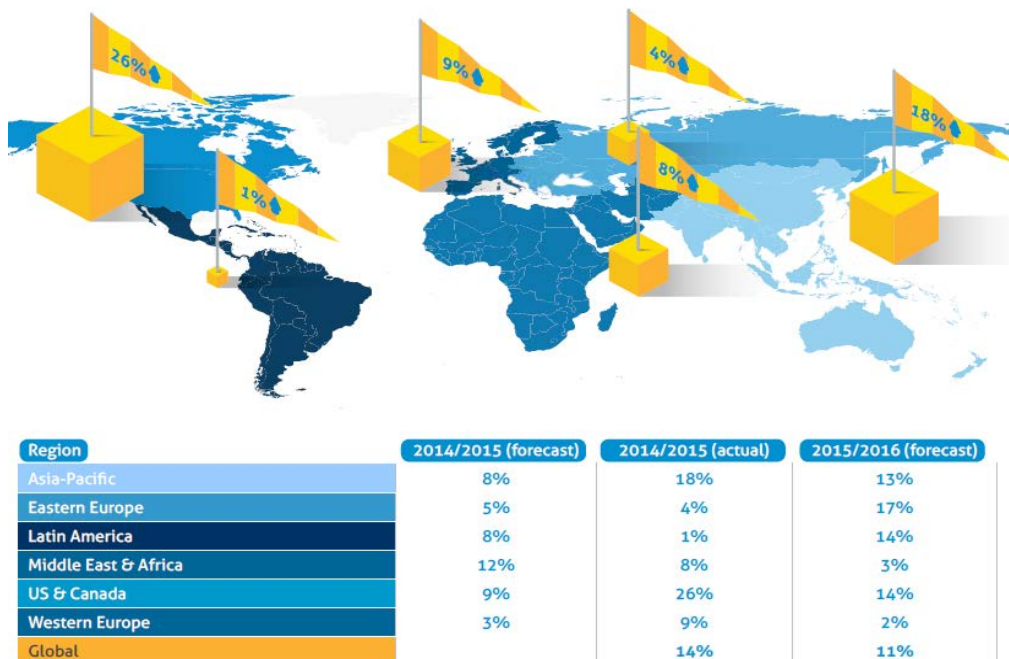 26%
9%
4%
18%
1%
8%
Region 2014/2015 (forecast) 2014/2015 (actual) 2015/2016 (forecast)
Asia-Pacific 8% 18% 13%
Eastern Europe 5% 4% 17%
Latin America 8% 1% 14%
Middle East & Africa 12% 8% 3%
US & Canada 9% 26% 14%
Western Europe 3% 9% 2%
Global 14% 11%